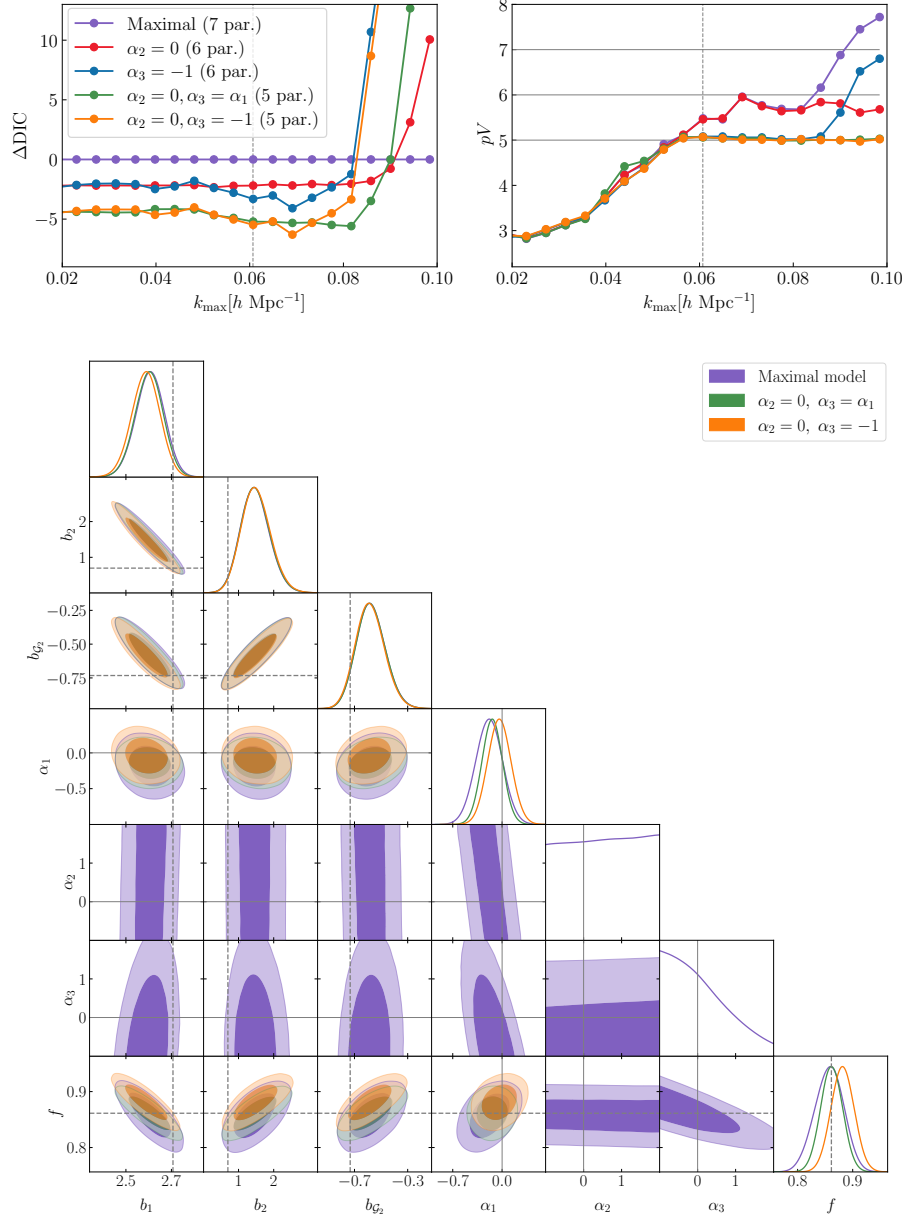 Maximal (7 par.)
α₂ = 0 (6 par.)
α₃ = −1 (6 par.)
α₂ = 0, α₃ = α₁ (5 par.)
α₂ = 0, α₃ = −1 (5 par.)
ΔDIC
10
5
0
−5
0.02 0.04 0.06 0.08 0.10
k_max[h Mpc⁻¹]
pV
8
7
6
5
4
3
0.02 0.04 0.06 0.08 0.10
k_max[h Mpc⁻¹]
Maximal model
α₂ = 0, α₃ = α₁
α₂ = 0, α₃ = −1
b₂
2
1
b_𝒢₂
−0.25
−0.50
−0.75
α₁
0.0
−0.5
α₂
1
0
α₃
1
0
f
0.9
0.8
2.5 2.7 1 2 −0.7 −0.3 −0.7 0.0 0 1 0 1 0.8 0.9
b₁ b₂ b_𝒢₂ α₁ α₂ α₃ f